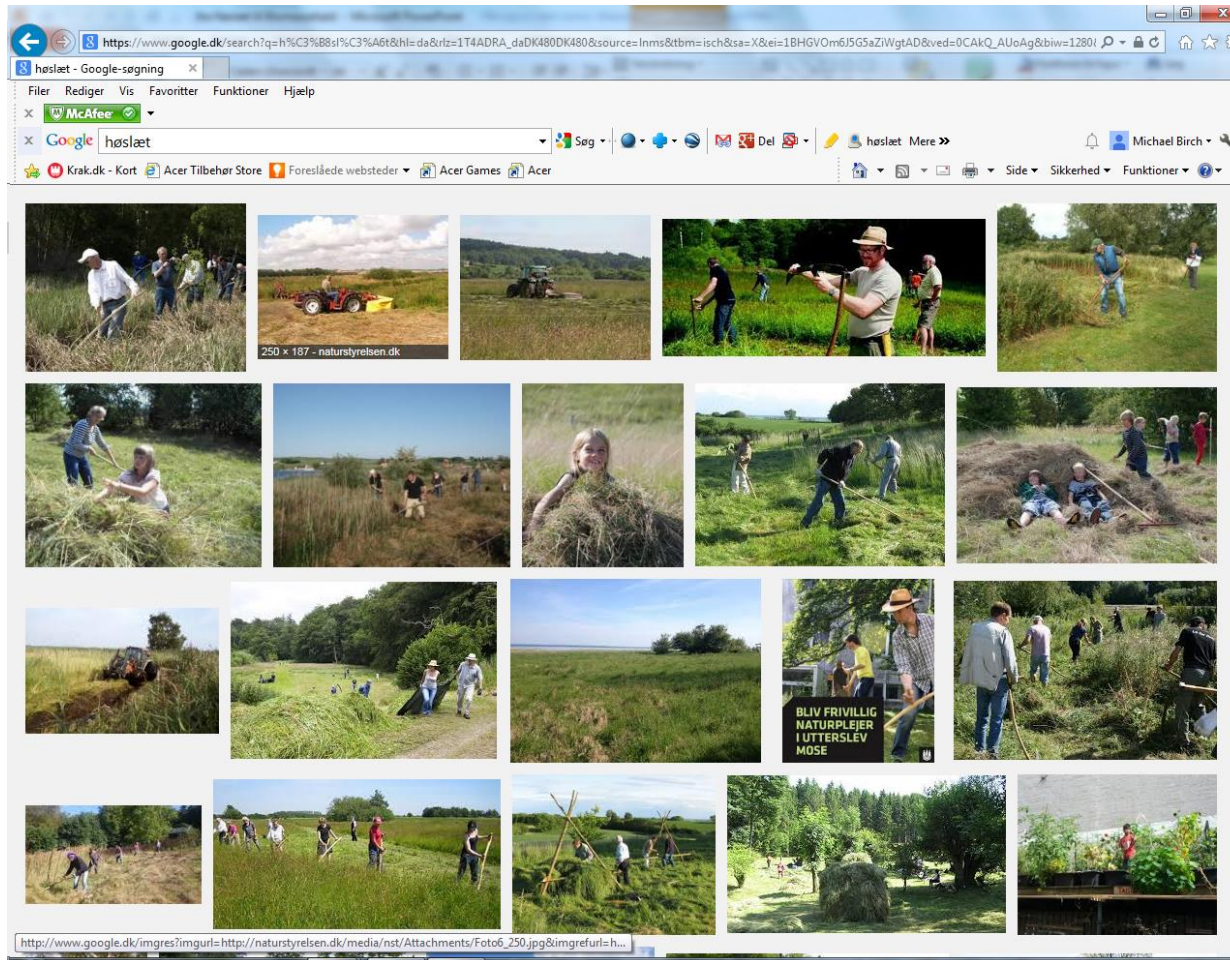 https://www.google.dk/search?q=h%C3%B8sl%C3%A6t&hl=da&rlz=1T4ADRA_daDK480DK480&source=lnms&tbm=isch&sa=X&ei=1BHGVOm6J5G5aZiWgtAD&ved=0CAkQ_AUoAg&biw=1280
høslæt - Google-søgning
Filer Rediger Vis Favoritter Funktioner Hjælp
McAfee
Google høslæt Søg Del høslæt Mere Michael Birch
Krak.dk - Kort Acer Tilbehør Store Foreslåede websteder Acer Games Acer Side Sikkerhed Funktioner
250 × 187 - naturstyrelsen.dk
BLIV FRIVILLIG
NATURPLEJER
I UTTERSLEV
MOSE
http://www.google.dk/imgres?imgurl=http://naturstyrelsen.dk/media/nst/Attachments/Foto6_250.jpg&imgrefurl=h...